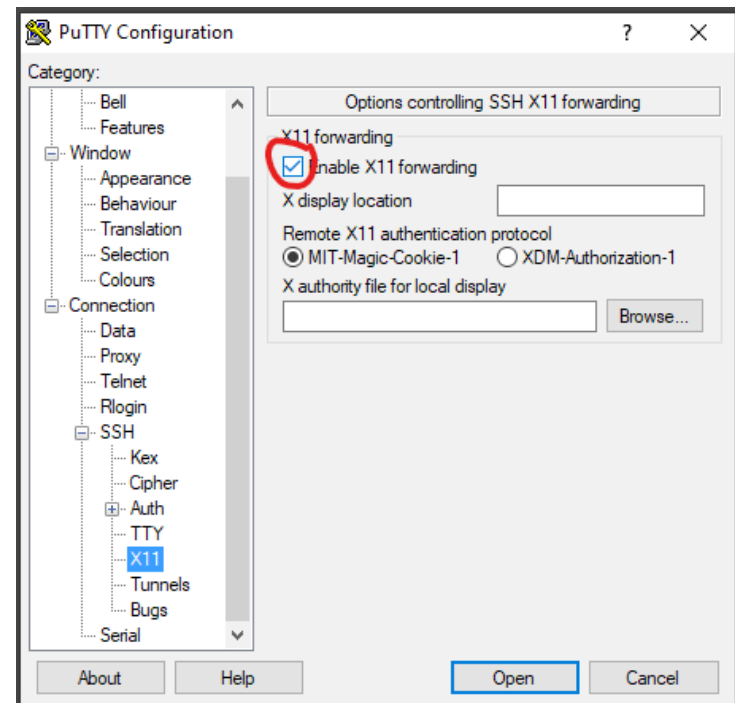 PuTTY Configuration
?
Category:
Bell
Features
Window
Appearance
Behaviour
Translation
Selection
Colours
Connection
Data
Proxy
Telnet
Rlogin
SSH
Kex
Cipher
Auth
TTY
X11
Tunnels
Bugs
Serial
Options controlling SSH X11 forwarding
X11 forwarding
Enable X11 forwarding
X display location
Remote X11 authentication protocol
MIT-Magic-Cookie-1 XDM-Authorization-1
X authority file for local display
Browse...
About Help Open Cancel